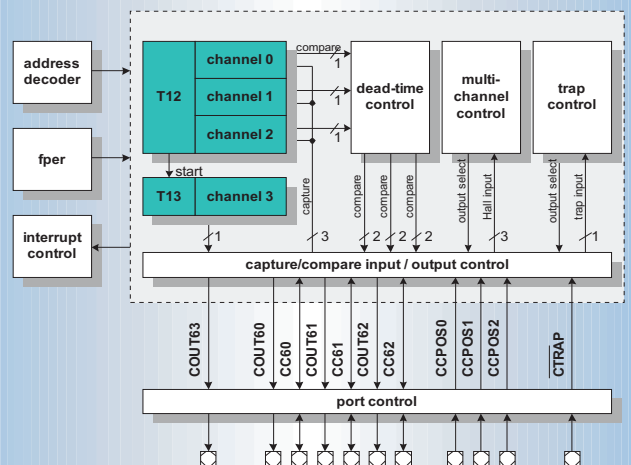 address
decoder
fper
interrupt
control
T12
channel 0
channel 1
channel 2
start
T13
channel 3
compare
1
1
1
capture
dead-time
control
multi-
channel
control
trap
control
compare
compare
compare
output select
Hall input
output select
trap input
1
3
2
2
2
3
1
capture/compare input / output control
COUT63
COUT60
CC60
COUT61
CC61
COUT62
CC62
CCPOS0
CCPOS1
CCPOS2
CTRAP
port control